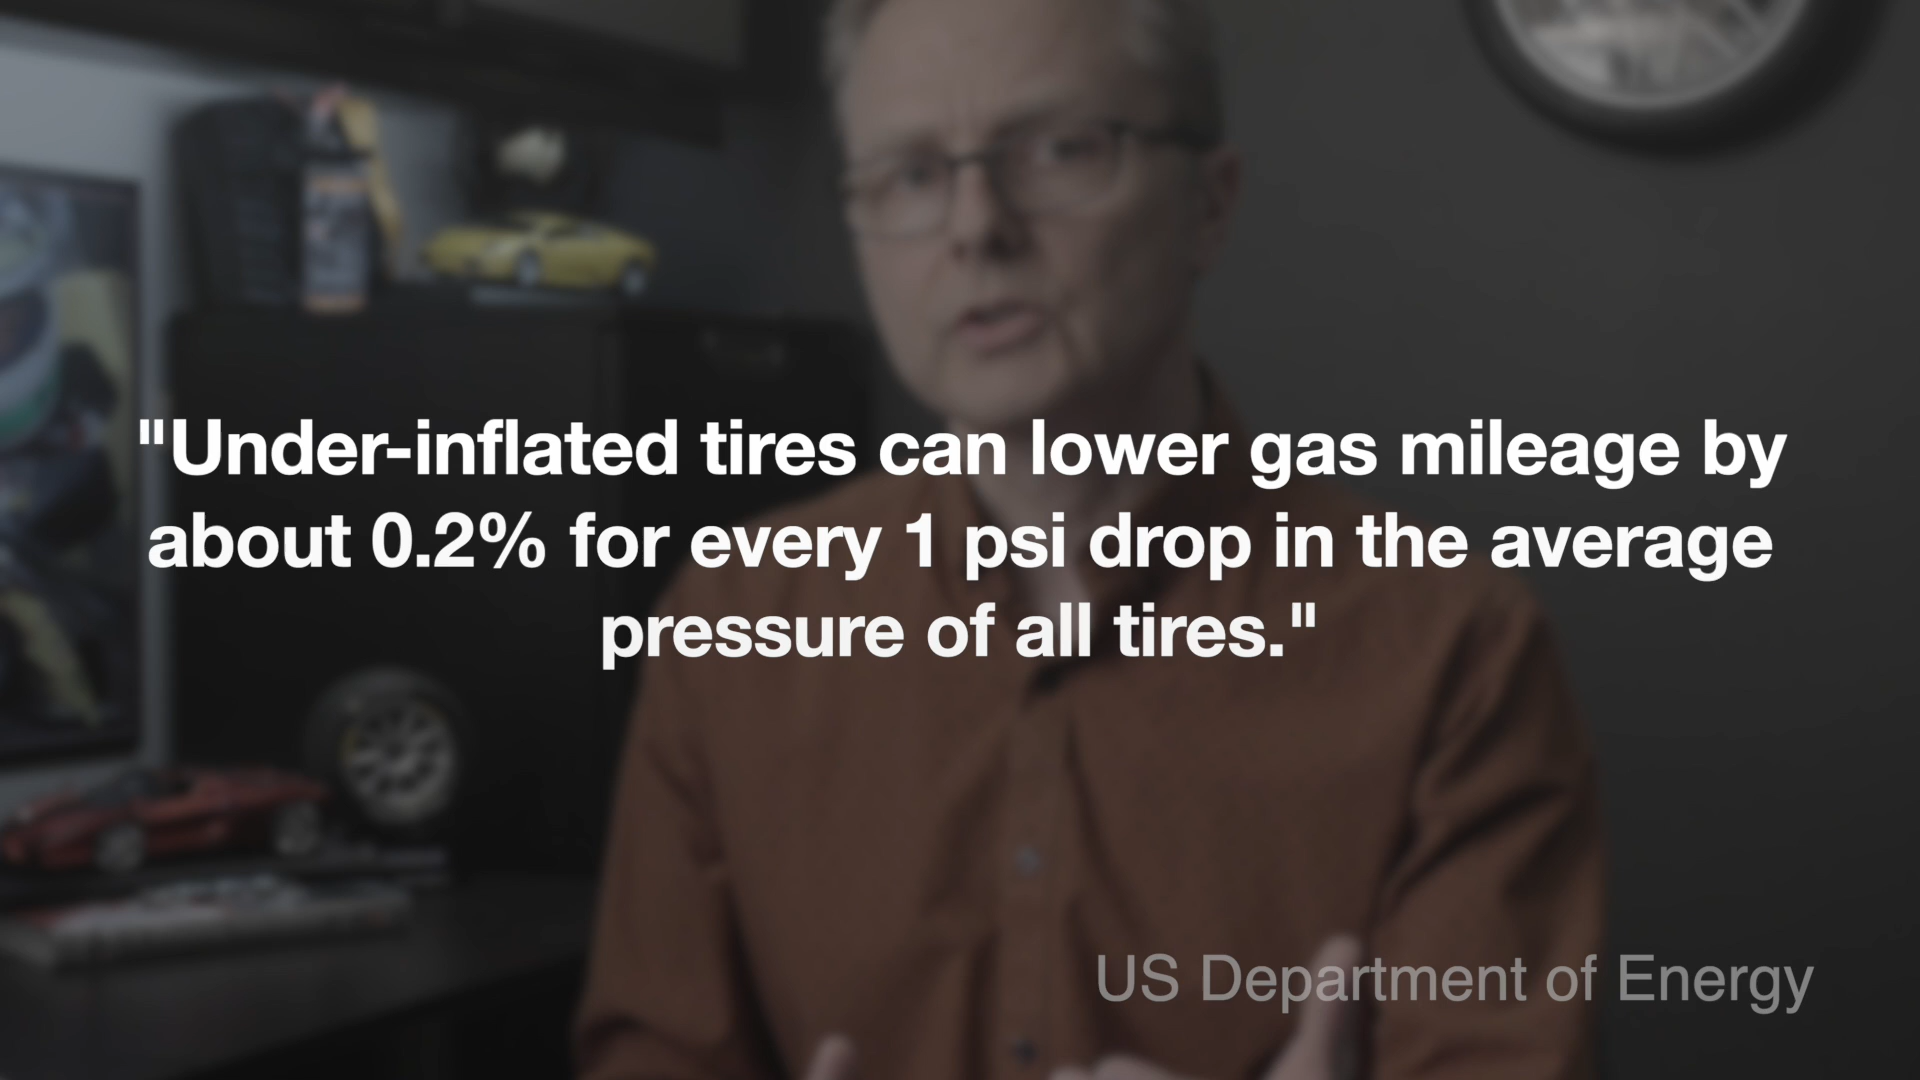 "Under-inflated tires can lower gas mileage by
about 0.2% for every 1 psi drop in the average
pressure of all tires."
US Department of Energy